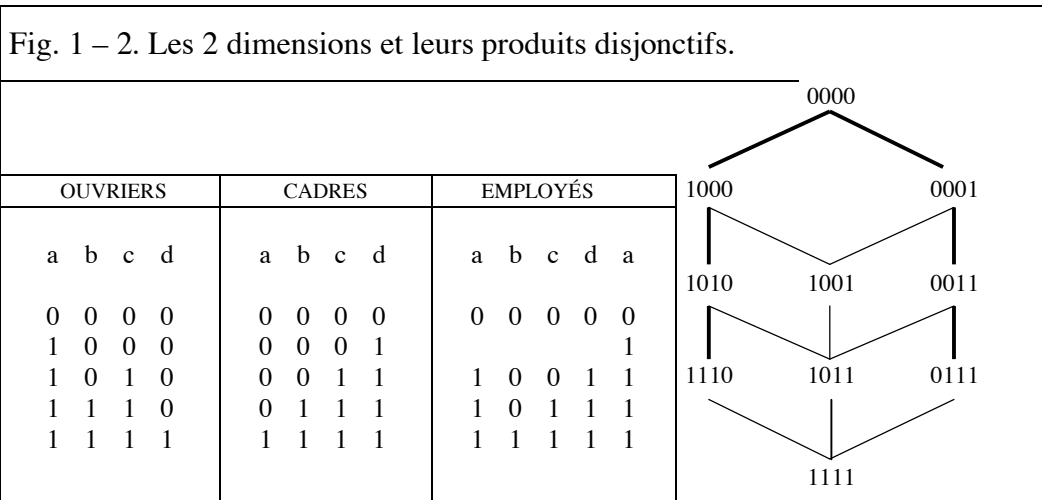 Fig. 1 – 2. Les 2 dimensions et leurs produits disjonctifs.
0000
OUVRIERS CADRES EMPLOYÉS 1000 0001
a b c d a b c d a b c d a
1010 1001 0011
0 0 0 0 0 0 0 0 0 0 0 0 0
1 0 0 0 0 0 0 1 1
1 0 1 0 0 0 1 1 1 0 0 1 1 1110 1011 0111
1 1 1 0 0 1 1 1 1 0 1 1 1
1 1 1 1 1 1 1 1 1 1 1 1 1
1111